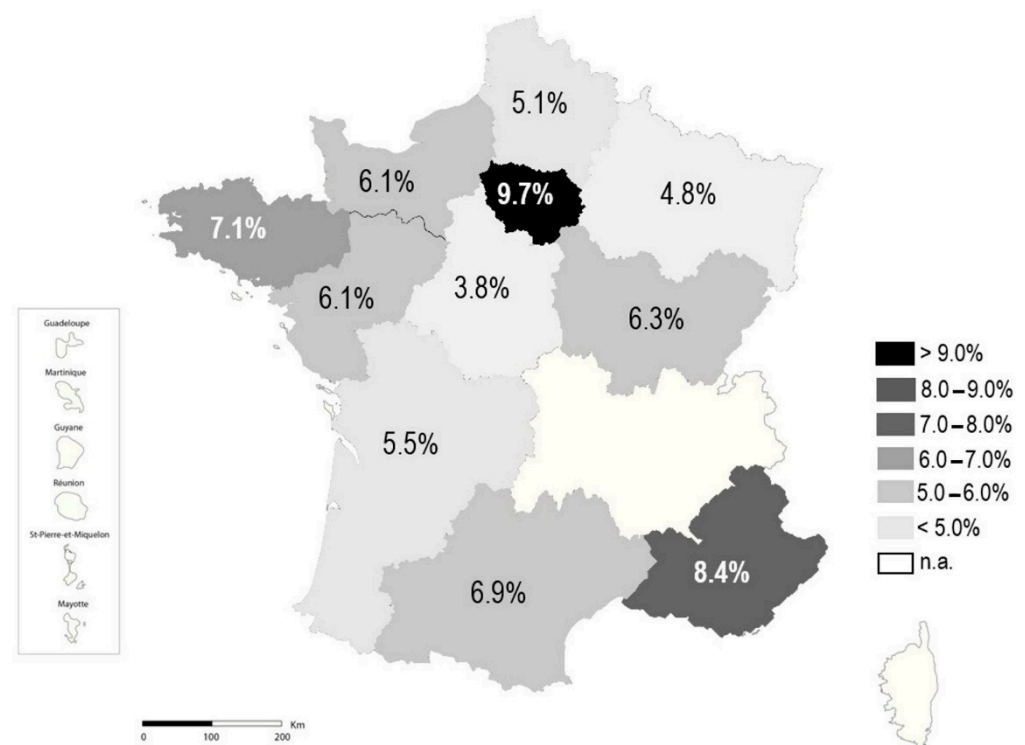 5.1%
6.1%
9.7%
4.8%
7.1%
6.1%
3.8%
6.3%
5.5%
6.9%
8.4%
Guadeloupe
Martinique
Guyane
Réunion
St-Pierre-et-Miquelon
Mayotte
> 9.0%
8.0–9.0%
7.0–8.0%
6.0–7.0%
5.0–6.0%
< 5.0%
n.a.
Km
0 100 200